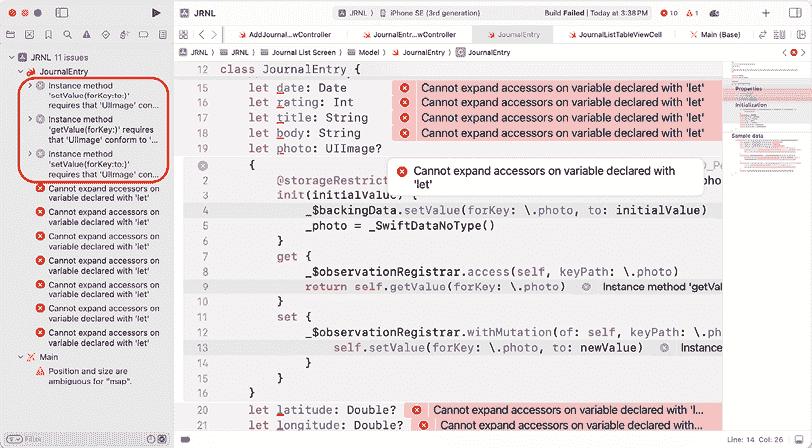 JRNL
JRNL
iPhone SE (3rd generation)
Build Failed | Today at 3:38 PM
10
1
AddJournal...wController
JournalEntr...wController
JournalEntry
JournalListTableViewCell
Main (Base)
JRNL
JRNL
Journal List Screen
Model
JournalEntry
JournalEntry
JRNL 11 issues
JournalEntry
Instance method
'setValue(forKey:to:)'
requires that 'UIImage' con...
Instance method
'getValue(forKey:)' requires
that 'UIImage' conform to '...
Instance method
'setValue(forKey:to:)'
requires that 'UIImage' con...
Cannot expand accessors on
variable declared with 'let'
Cannot expand accessors on
variable declared with 'let'
Cannot expand accessors on
variable declared with 'let'
Cannot expand accessors on
variable declared with 'let'
Cannot expand accessors on
variable declared with 'let'
Cannot expand accessors on
variable declared with 'let'
Cannot expand accessors on
variable declared with 'let'
Main
Position and size are
ambiguous for "map".
Filter
12 class JournalEntry {
15 let date: Date Cannot expand accessors on variable declared with 'let'
16 let rating: Int Cannot expand accessors on variable declared with 'let'
17 let title: String Cannot expand accessors on variable declared with 'let'
18 let body: String Cannot expand accessors on variable declared with 'let'
19 let photo: UIImage?
Cannot expand accessors on variable declared with
'let'
{
2 @storageRestrict
3 init(initialValue) {
4 _$backingData.setValue(forKey: \.photo, to: initialValue)
5 _photo = _SwiftDataNoType()
6 }
7 get {
8 _$observationRegistrar.access(self, keyPath: \.photo)
9 return self.getValue(forKey: \.photo) Instance method 'getVal
10 }
11 set {
12 _$observationRegistrar.withMutation(of: self, keyPath: \.ph
13 self.setValue(forKey: \.photo, to: newValue) Instanc
14 }
15 }
16 }
20 let latitude: Double? Cannot expand accessors on variable declared with 'l...
21 let longitude: Double? Cannot expand accessors on variable declared with 'l...
Properties
Initialization
Sample data
Line: 14 Col: 26